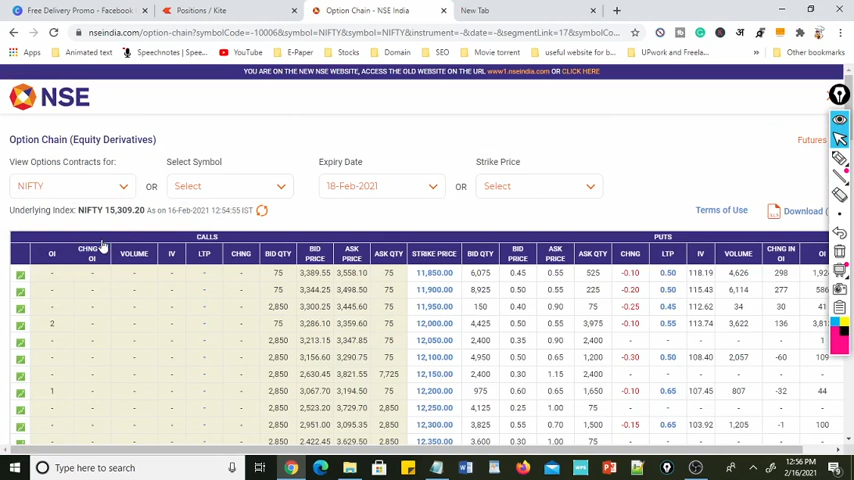 Free Delivery Promo - Facebook
Positions / Kite
Option Chain - NSE India
New Tab
nseindia.com/option-chain?symbolCode=-10006&symbol=NIFTY&symbol=NIFTY&instrument=-&date=-&segmentLink=17&symbolCo...
Apps Animated text Speechnotes | Speec... YouTube E-Paper Stocks Domain SEO Movie torrent useful website for b... UPwork and Freela... Other bookmarks
YOU ARE ON THE NEW NSE WEBSITE, ACCESS THE OLD WEBSITE ON THE URL www1.nseindia.com OR CLICK HERE
NSE
Option Chain (Equity Derivatives)
Futures
View Options Contracts for: Select Symbol Expiry Date Strike Price
NIFTY OR Select 18-Feb-2021 OR Select
Underlying Index: NIFTY 15,309.20 As on 16-Feb-2021 12:54:55 IST
Terms of Use Download (
CALLS PUTS
OI CHNG IN OI VOLUME IV LTP CHNG BID QTY BID PRICE ASK PRICE ASK QTY STRIKE PRICE BID QTY BID PRICE ASK PRICE ASK QTY CHNG LTP IV VOLUME CHNG IN OI OI
- - - - - - 75 3,389.55 3,558.10 75 11,850.00 6,075 0.45 0.55 525 -0.10 0.50 118.19 4,626 298 1,92
- - - - - - 75 3,344.25 3,498.50 75 11,900.00 8,925 0.50 0.55 225 -0.20 0.50 115.43 6,114 277 586
- - - - - - 2,850 3,300.25 3,445.60 75 11,950.00 150 0.40 0.90 75 -0.25 0.45 112.62 34 30 41
2 - - - - - 75 3,286.10 3,359.60 75 12,000.00 4,425 0.50 0.55 3,975 -0.10 0.55 113.74 3,622 136 3,81
- - - - - - 2,850 3,213.15 3,347.85 75 12,050.00 2,400 0.35 0.90 2,400 - - - - - 1
- - - - - - 2,850 3,156.60 3,290.75 75 12,100.00 4,950 0.50 0.65 1,200 -0.30 0.50 108.40 2,057 -60 109
- - - - - - 2,850 2,630.45 3,821.55 7,725 12,150.00 2,400 0.30 1.15 2,400 - - - - - -
1 - - - - - 2,850 3,067.70 3,194.50 75 12,200.00 975 0.60 0.65 1,650 -0.10 0.65 107.45 807 -32 44
- - - - - - 2,850 2,523.20 3,729.70 2,850 12,250.00 4,125 0.25 1.00 75 - - - - - -
- - - - - - 2,850 2,951.00 3,095.35 75 12,300.00 3,825 0.55 0.70 1,500 -0.15 0.65 103.92 1,205 -1 100
- - - - - - 2,850 2,422.45 3,629.50 2,850 12,350.00 3,600 0.30 1.00 75 - - - - - -
Type here to search
12:56 PM
2/16/2021